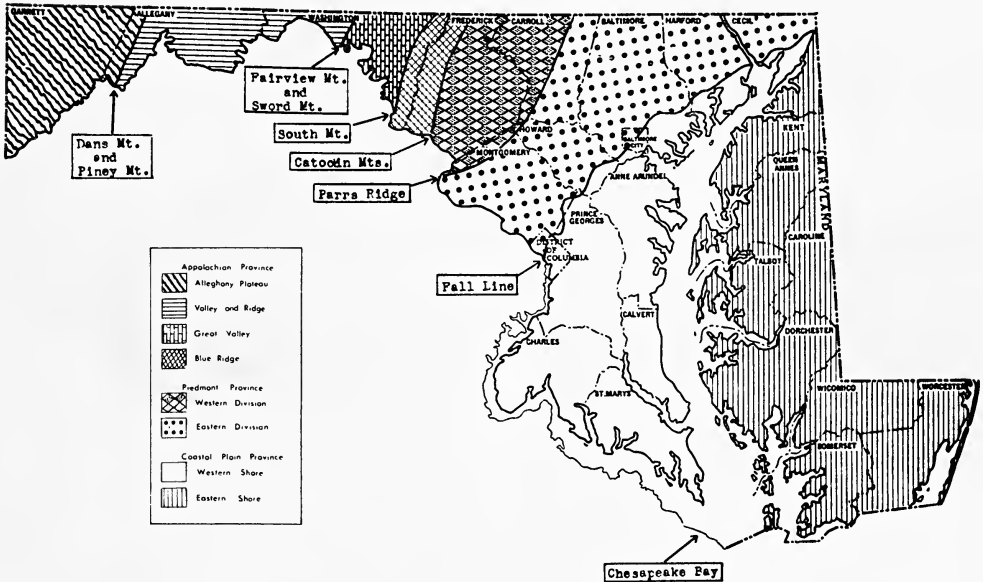 GARRETT
ALLEGANY
WASHINGTON
FREDERICK
CARROLL
BALTIMORE
HARFORD
CECIL
Fairview Mt.
and
Sword Mt.
South Mt.
Catoctin Mts.
Dans Mt.
and
Piney Mt.
Parrs Ridge
HOWARD
MONTGOMERY
BALTIMORE
CITY
ANNE ARUNDEL
KENT
QUEEN
ANNES
MARYLAND
PRINCE
GEORGES
CAROLINE
DISTRICT
OF
COLUMBIA
TALBOT
Fall Line
CALVERT
CHARLES
DORCHESTER
ST. MARYS
WICOMICO
WORCESTER
SOMERSET
Chesapeake Bay
Appalachian Province
Alleghany Plateau
Valley and Ridge
Great Valley
Blue Ridge
Piedmont Province
Western Division
Eastern Division
Coastal Plain Province
Western Shore
Eastern Shore